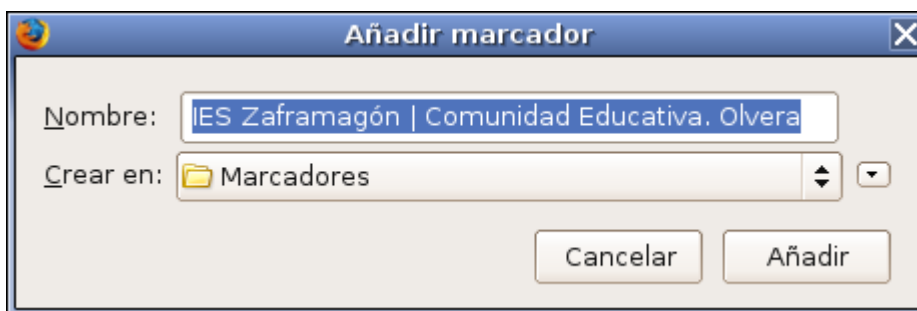 Añadir marcador
Nombre: IES Zaframagón | Comunidad Educativa. Olvera
Crear en: Marcadores
Cancelar Añadir